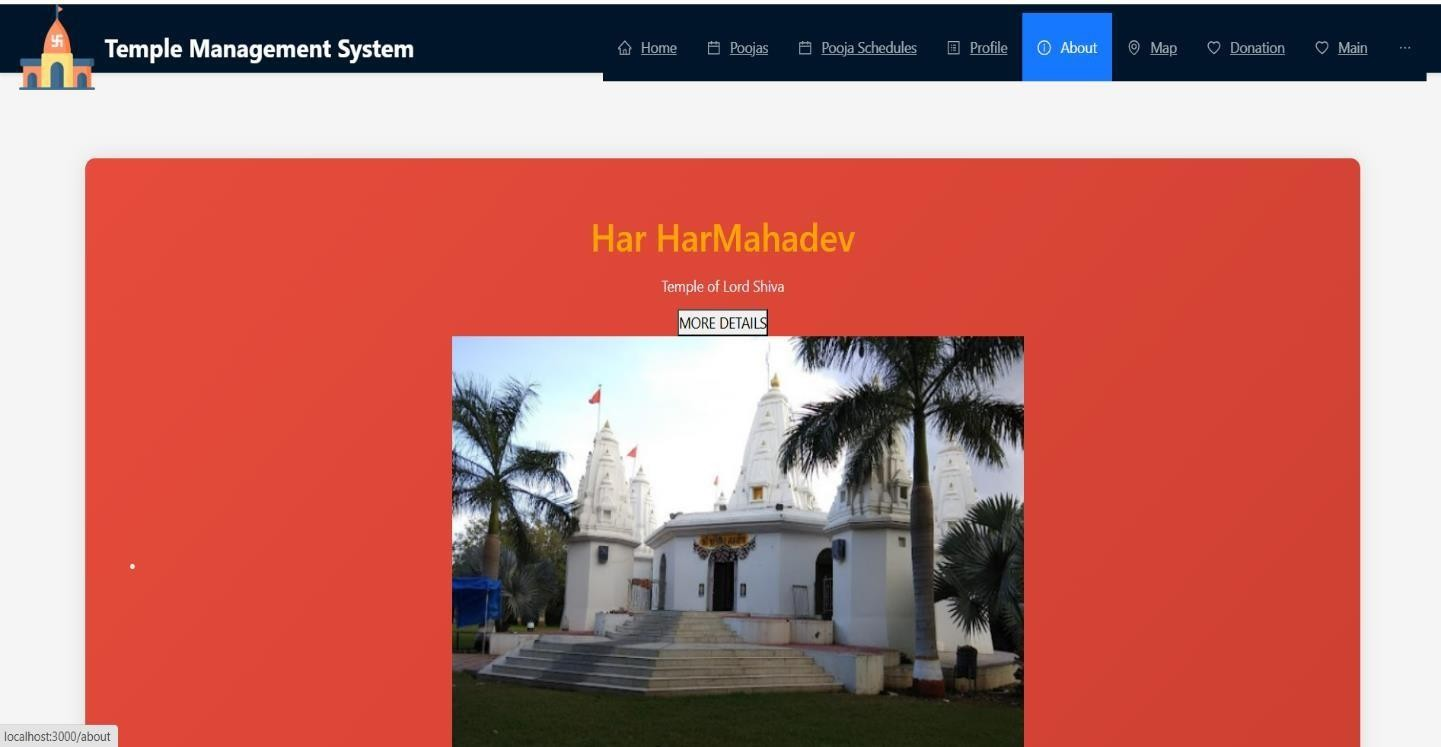 Temple Management System
Home Poojas Pooja Schedules Profile About Map Donation Main ···
Har HarMahadev
Temple of Lord Shiva
MORE DETAILS
localhost:3000/about